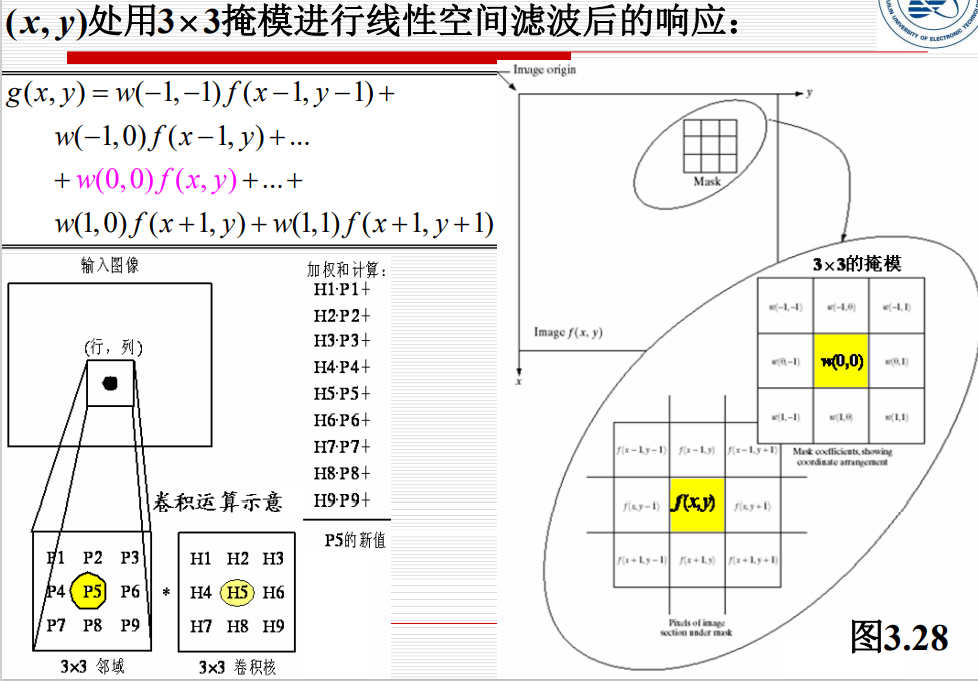 (x, y)处用3×3掩模进行线性空间滤波后的响应：
g(x, y) = w(−1,−1) f (x−1, y−1) +
w(−1,0) f (x−1, y) + ...
+ w(0,0) f (x, y) + ... +
w(1,0) f (x+1, y) + w(1,1) f (x+1, y+1)
Image origin
y
Mask
Image f(x, y)
x
3×3的掩模
w(−1,−1) w(−1,0) w(−1,1)
w(0,−1) w(0,0) w(0,1)
w(1,−1) w(1,0) w(1,1)
Mask coefficients, showing
coordinate arrangement
f(x−1,y−1) f(x−1,y) f(x−1,y+1)
f(x,y−1) f(x,y) f(x,y+1)
f(x+1,y−1) f(x+1,y) f(x+1,y+1)
Pixels of image
section under mask
图3.28
输入图像
(行，列)
加权和计算：
H1·P1+
H2·P2+
H3·P3+
H4·P4+
H5·P5+
H6·P6+
H7·P7+
H8·P8+
H9·P9+
P5的新值
卷积运算示意
P1 P2 P3
P4 P5 P6
P7 P8 P9
3×3 邻域
*
H1 H2 H3
H4 H5 H6
H7 H8 H9
3×3 卷积核